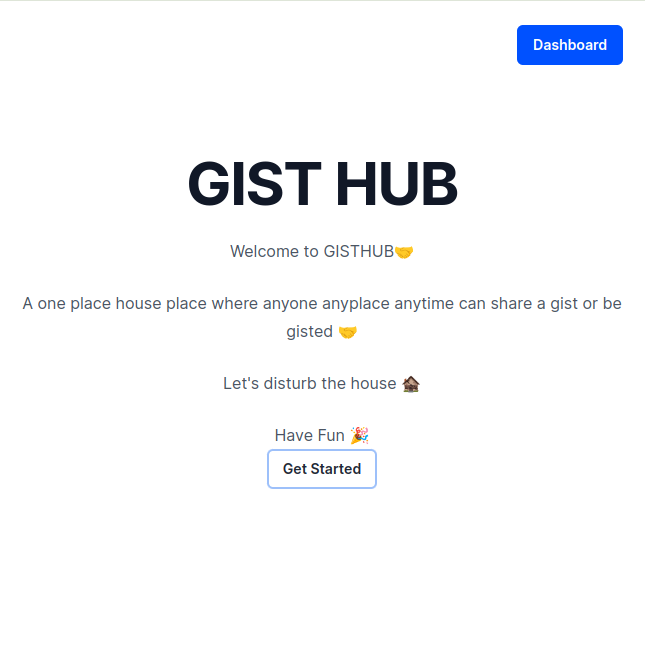 Dashboard
GIST HUB
Welcome to GISTHUB🤝
A one place house place where anyone anyplace anytime can share a gist or be
gisted 🤝
Let's disturb the house 🏚️
Have Fun 🎉
Get Started